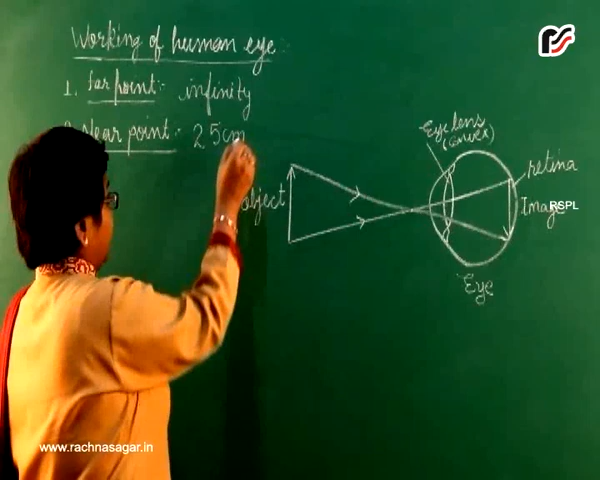 Working of human eye:
1. Far point: infinity
Near point: 25cm
Eye lens
(convex)
retina
object
Image
RSPL
Eye
www.rachnasagar.in